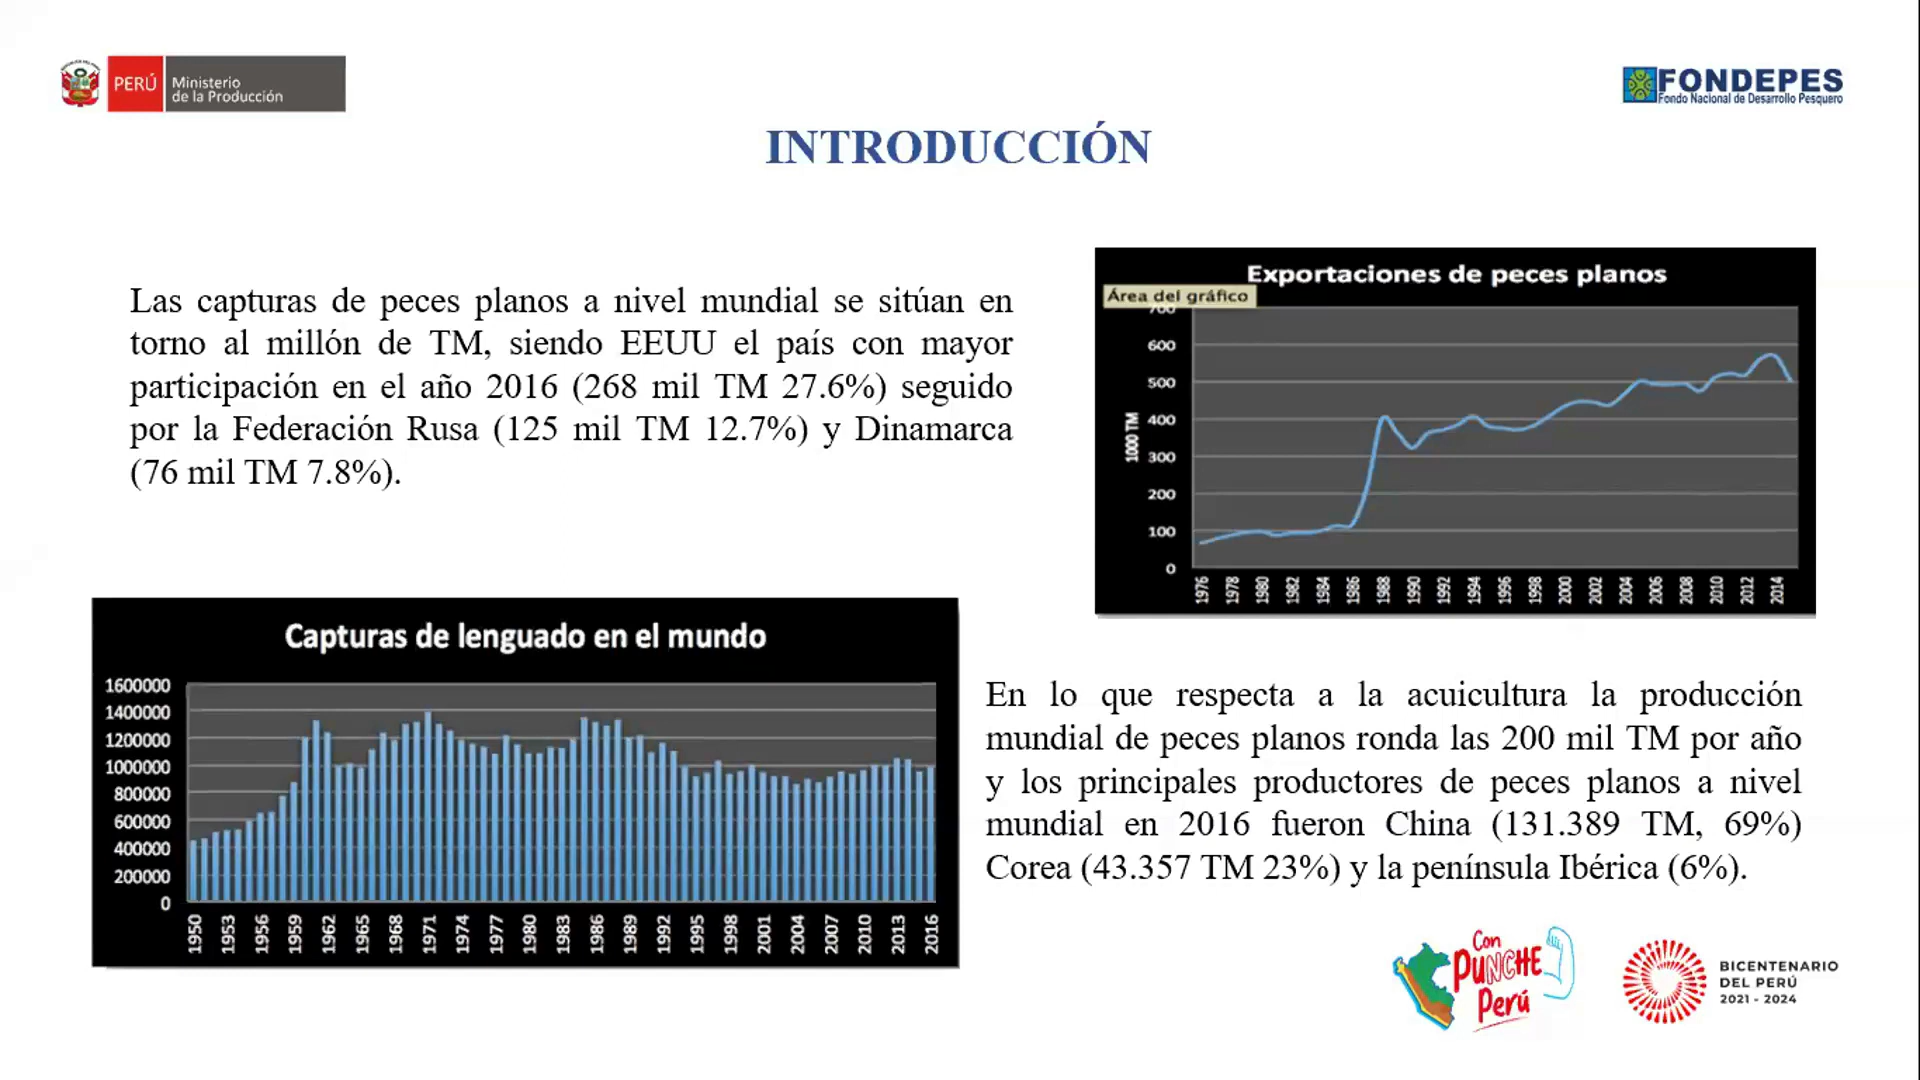 PERÚ
Ministerio
de la Producción
FONDEPES
Fondo Nacional de Desarrollo Pesquero
INTRODUCCIÓN
Las capturas de peces planos a nivel mundial se sitúan en
torno al millón de TM, siendo EEUU el país con mayor
participación en el año 2016 (268 mil TM 27.6%) seguido
por la Federación Rusa (125 mil TM 12.7%) y Dinamarca
(76 mil TM 7.8%).
Exportaciones de peces planos
Área del gráfico
700
600
500
400
300
200
100
0
1000 TM
1976 1978 1980 1982 1984 1986 1988 1990 1992 1994 1996 1998 2000 2002 2004 2006 2008 2010 2012 2014
Capturas de lenguado en el mundo
1600000
1400000
1200000
1000000
800000
600000
400000
200000
0
1950 1953 1956 1959 1962 1965 1968 1971 1974 1977 1980 1983 1986 1989 1992 1995 1998 2001 2004 2007 2010 2013 2016
En lo que respecta a la acuicultura la producción
mundial de peces planos ronda las 200 mil TM por año
y los principales productores de peces planos a nivel
mundial en 2016 fueron China (131.389 TM, 69%)
Corea (43.357 TM 23%) y la península Ibérica (6%).
Con
PUNCHE
Perú
BICENTENARIO
DEL PERÚ
2021 - 2024